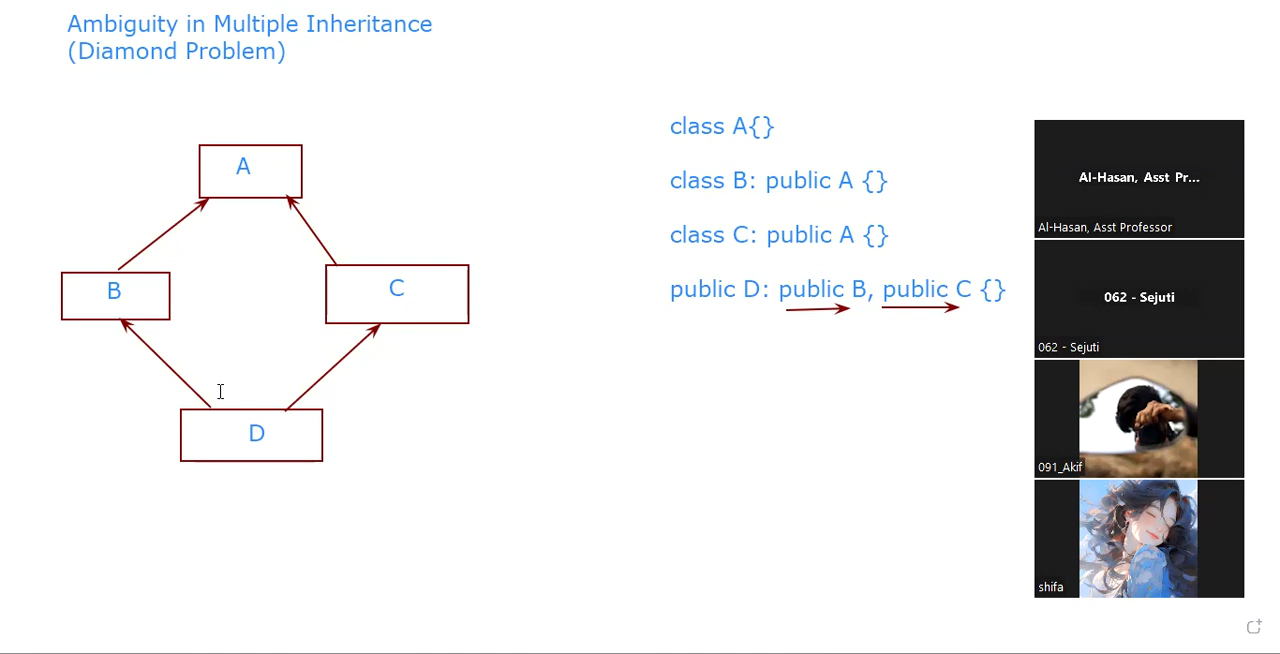 Ambiguity in Multiple Inheritance
(Diamond Problem)
A
B
C
D
class A{}
class B: public A {}
class C: public A {}
public D: public B, public C {}
Al-Hasan, Asst Pr...
Al-Hasan, Asst Professor
062 - Sejuti
062 - Sejuti
091_Akif
shifa